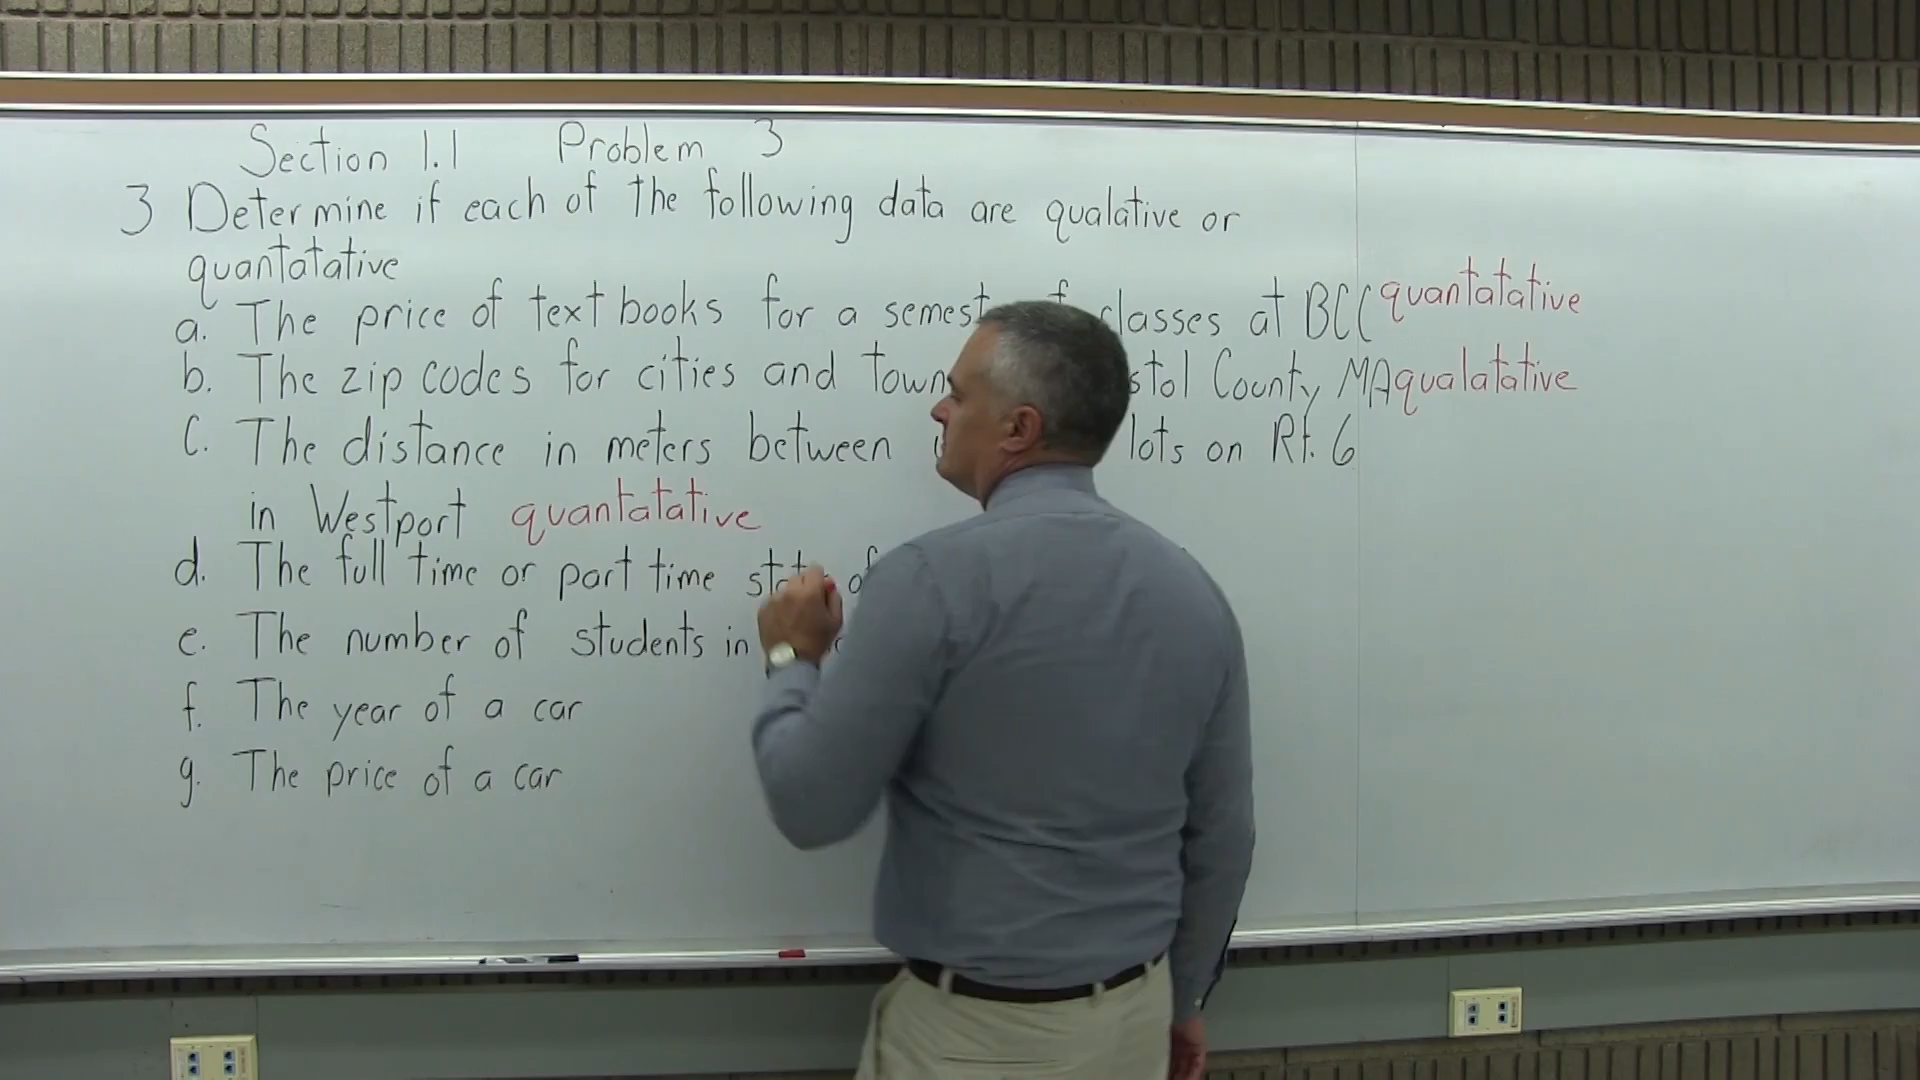 Section 1.1 Problem 3
3 Determine if each of the following data are qualative or
quantatative
a. The price of text books for a semest classes at BCC quantatative
b. The zip codes for cities and town County MA qualatative
c. The distance in meters between lots on Rt. 6
in Westport quantatative
d. The full time or part time of
e. The number of students in
f. The year of a car
g. The price of a car